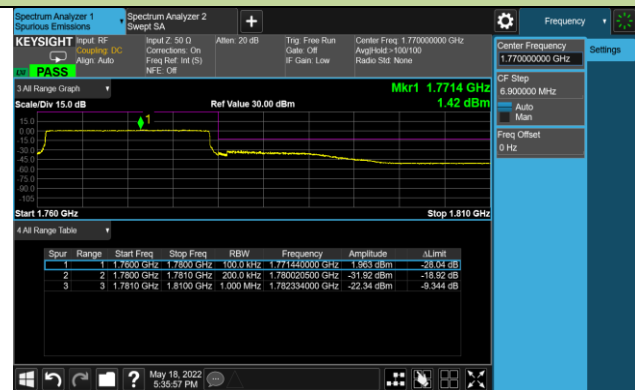 Spectrum Analyzer 1
Spurious Emissions
Spectrum Analyzer 2
Swept SA
Frequency
KEYSIGHT
Input: RF
Coupling: DC
Align: Auto
Input Z: 50 Ω
Corrections: On
Freq Ref: Int (S)
NFE: Off
Atten: 20 dB
Trig: Free Run
Gate: Off
IF Gain: Low
Center Freq: 1.770000000 GHz
Avg|Hold:>100/100
Radio Std: None
PASS
Center Frequency
1.770000000 GHz
Settings
CF Step
6.900000 MHz
Auto
Man
Freq Offset
0 Hz
3 All Range Graph
Mkr1 1.7714 GHz
Scale/Div 15.0 dB
Ref Value 30.00 dBm
1.42 dBm
1
15.0
0.00
-15.0
-30.0
-45.0
-60.0
-75.0
-90.0
-105
Start 1.760 GHz
Stop 1.810 GHz
4 All Range Table
Spur Range Start Freq Stop Freq RBW Frequency Amplitude ΔLimit
1 1 1.7600 GHz 1.7800 GHz 100.0 kHz 1.771440000 GHz 1.963 dBm -28.04 dB
2 2 1.7800 GHz 1.7810 GHz 200.0 kHz 1.780020500 GHz -31.92 dBm -18.92 dB
3 3 1.7810 GHz 1.8100 GHz 1.000 MHz 1.782334000 GHz -22.34 dBm -9.344 dB
May 18, 2022
5:35:57 PM